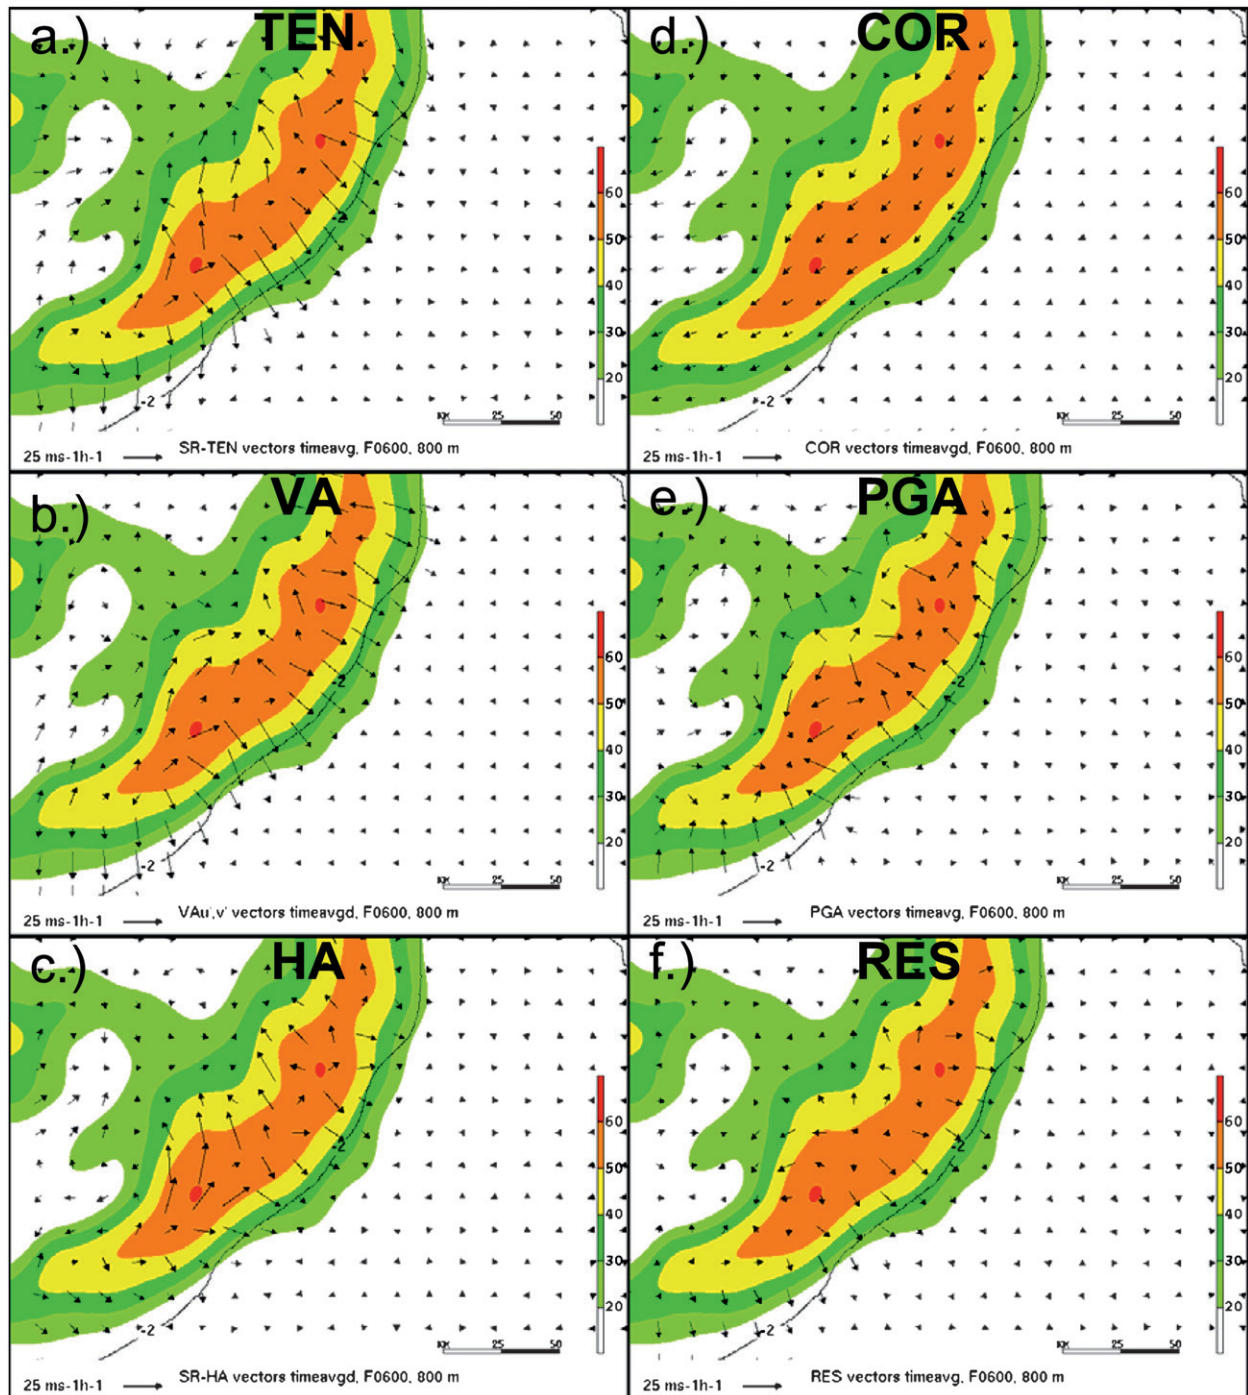 a.) TEN
60
50
40
30
20
-2
-2
25 50
25 ms-1h-1
SR-TEN vectors timeavg, F0600, 800 m
d.) COR
60
50
40
30
20
-2
-2
25 50
25 ms-1h-1
COR vectors timeavgd, F0600, 800 m
b.) VA
60
50
40
30
20
-2
-2
25 50
25 ms-1h-1
VAu',v' vectors timeavgd, F0600, 800 m
e.) PGA
60
50
40
30
20
-2
-2
25 50
25 ms-1h-1
PGA vectors timeavg, F0600, 800 m
c.) HA
60
50
40
30
20
-2
-2
25 50
25 ms-1h-1
SR-HA vectors timeavgd, F0600, 800 m
f.) RES
60
50
40
30
20
-2
-2
25 50
25 ms-1h-1
RES vectors timeavgd, F0600, 800 m